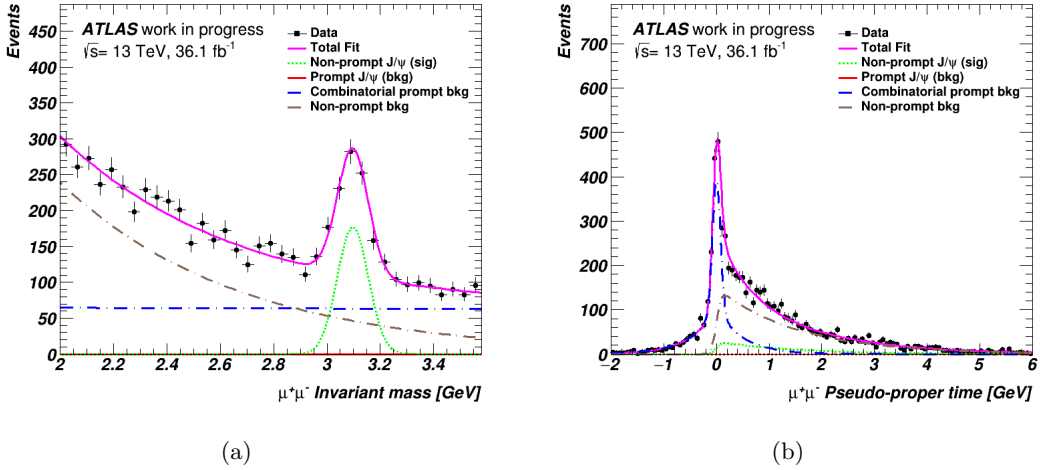 Events
450
400
350
300
250
200
150
100
50
0
ATLAS work in progress
√s= 13 TeV, 36.1 fb⁻¹
Data
Total Fit
Non-prompt J/ψ (sig)
Prompt J/ψ (bkg)
Combinatorial prompt bkg
Non-prompt bkg
2 2.2 2.4 2.6 2.8 3 3.2 3.4
μ⁺μ⁻ Invariant mass [GeV]
(a)
Events
700
600
500
400
300
200
100
0
ATLAS work in progress
√s= 13 TeV, 36.1 fb⁻¹
Data
Total Fit
Non-prompt J/ψ (sig)
Prompt J/ψ (bkg)
Combinatorial prompt bkg
Non-prompt bkg
−2 −1 0 1 2 3 4 5 6
μ⁺μ⁻ Pseudo-proper time [GeV]
(b)